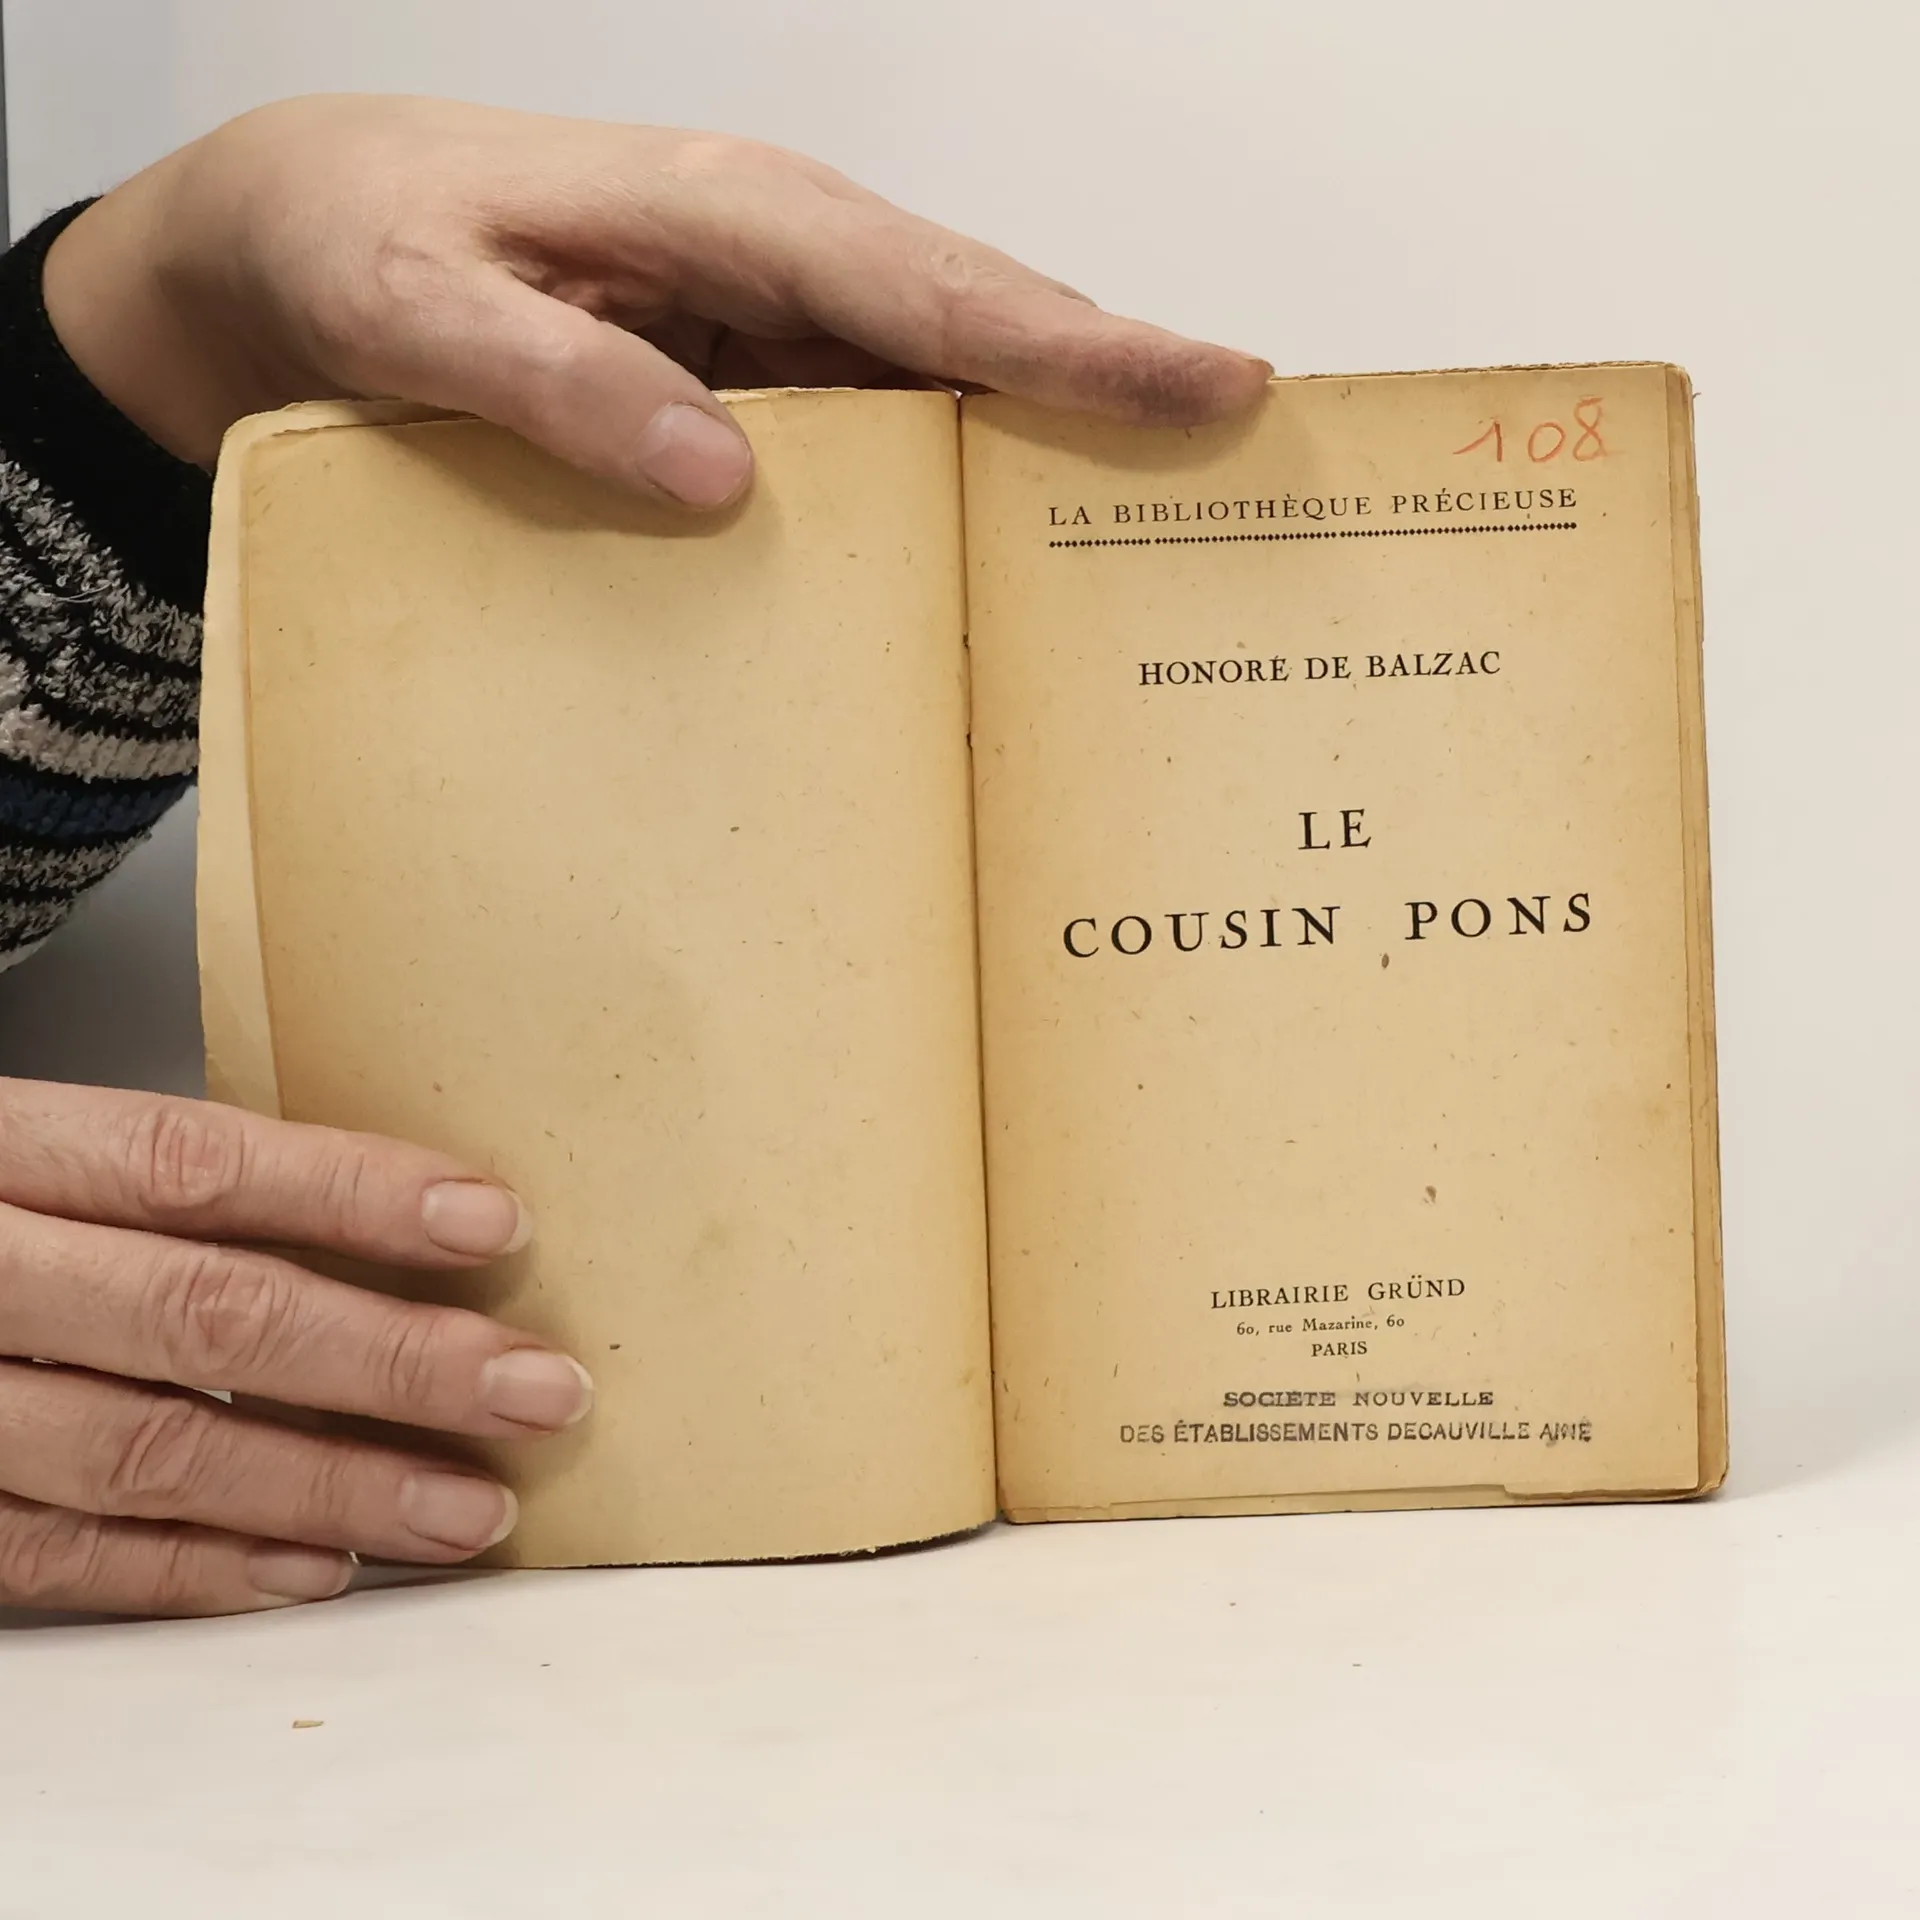 108
LA BIBLIOTHÈQUE PRÉCIEUSE
HONORÉ DE BALZAC
LE
COUSIN PONS
LIBRAIRIE GRÜND
60, rue Mazarine, 60
PARIS
SOCIÉTÉ NOUVELLE
DES ÉTABLISSEMENTS DECAUVILLE AINÉ